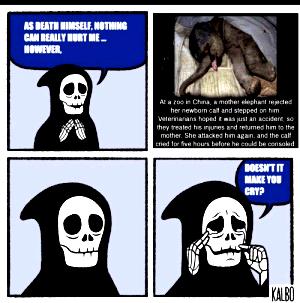 AS DEATH HIMSELF, NOTHING
CAN REALLY HURT ME ...
HOWEVER,
At a zoo in China, a mother elephant rejected
her newborn calf and stepped on him
Veterinarians hoped it was just an accident, so
they treated his injuries and returned him to the
mother. She attacked him again, and the calf
cried for five hours before he could be consoled
DOESN'T IT
MAKE YOU
CRY?
KALBO